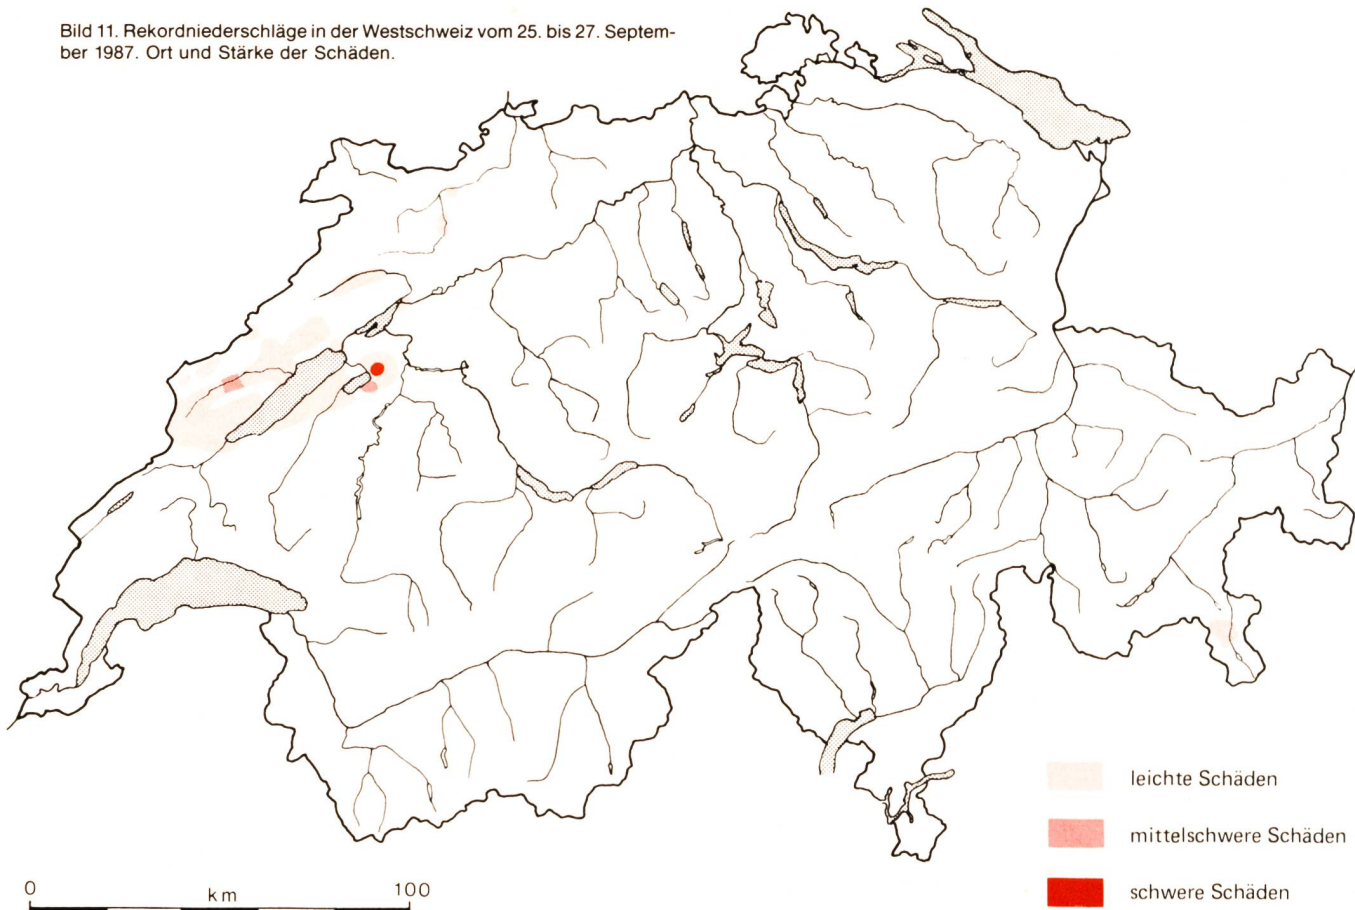 Bild 11. Rekordniederschläge in der Westschweiz vom 25. bis 27. Septem-
ber 1987. Ort und Stärke der Schäden.
leichte Schäden
mittelschwere Schäden
schwere Schäden
0 km 100